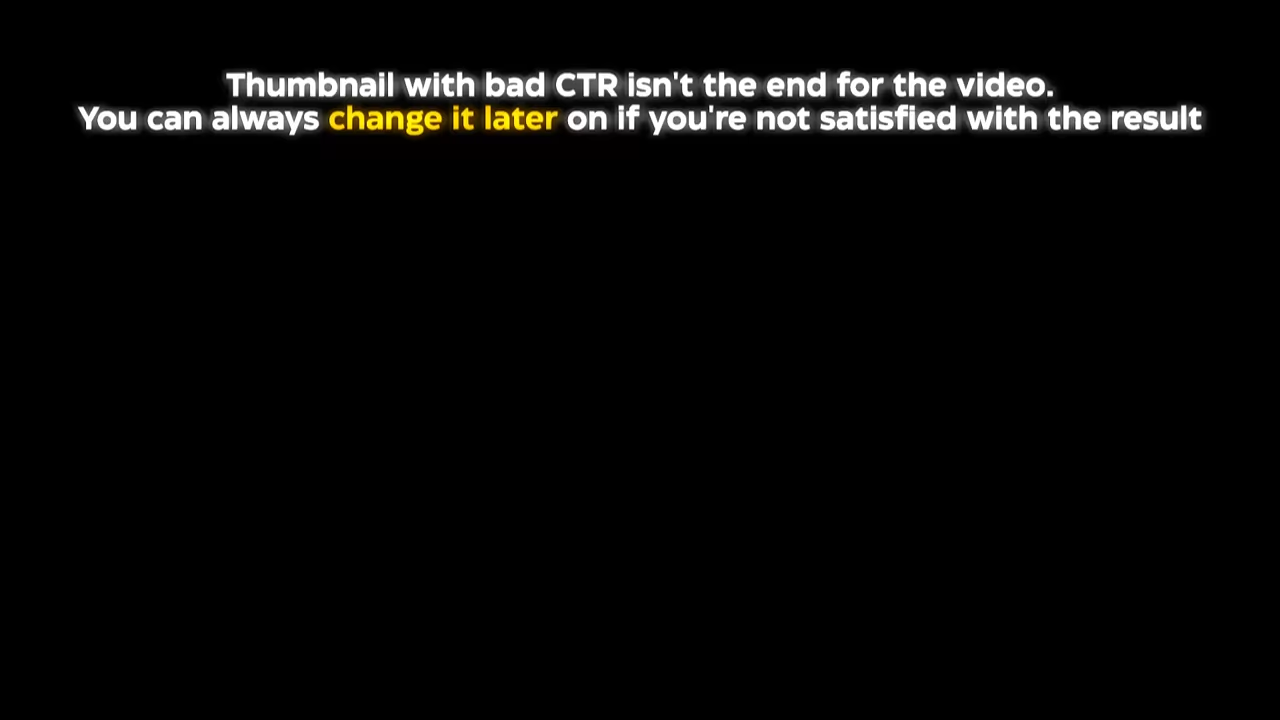 Thumbnail with bad CTR isn't the end for the video.
You can always change it later on if you're not satisfied with the result